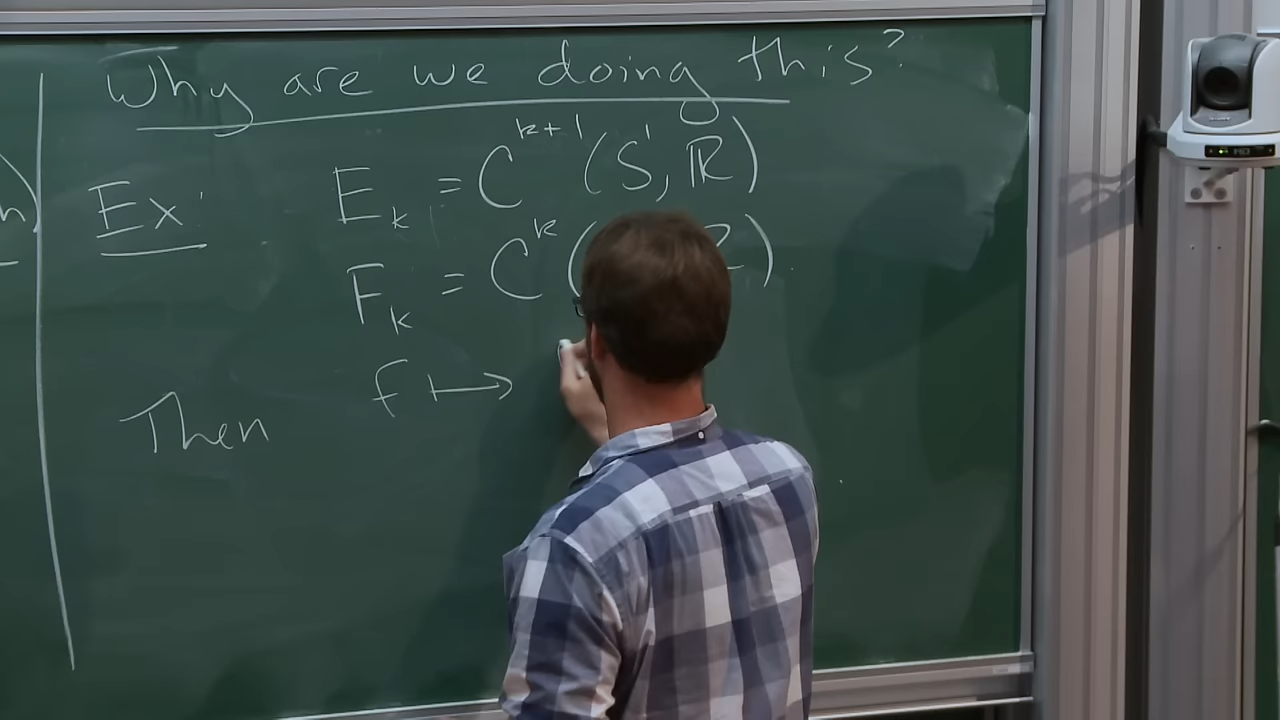 h)
Why are we doing this?
Ex: E_k = C^{k+1}(S^1, ℝ)
F_k = C^k( )
Then f ↦